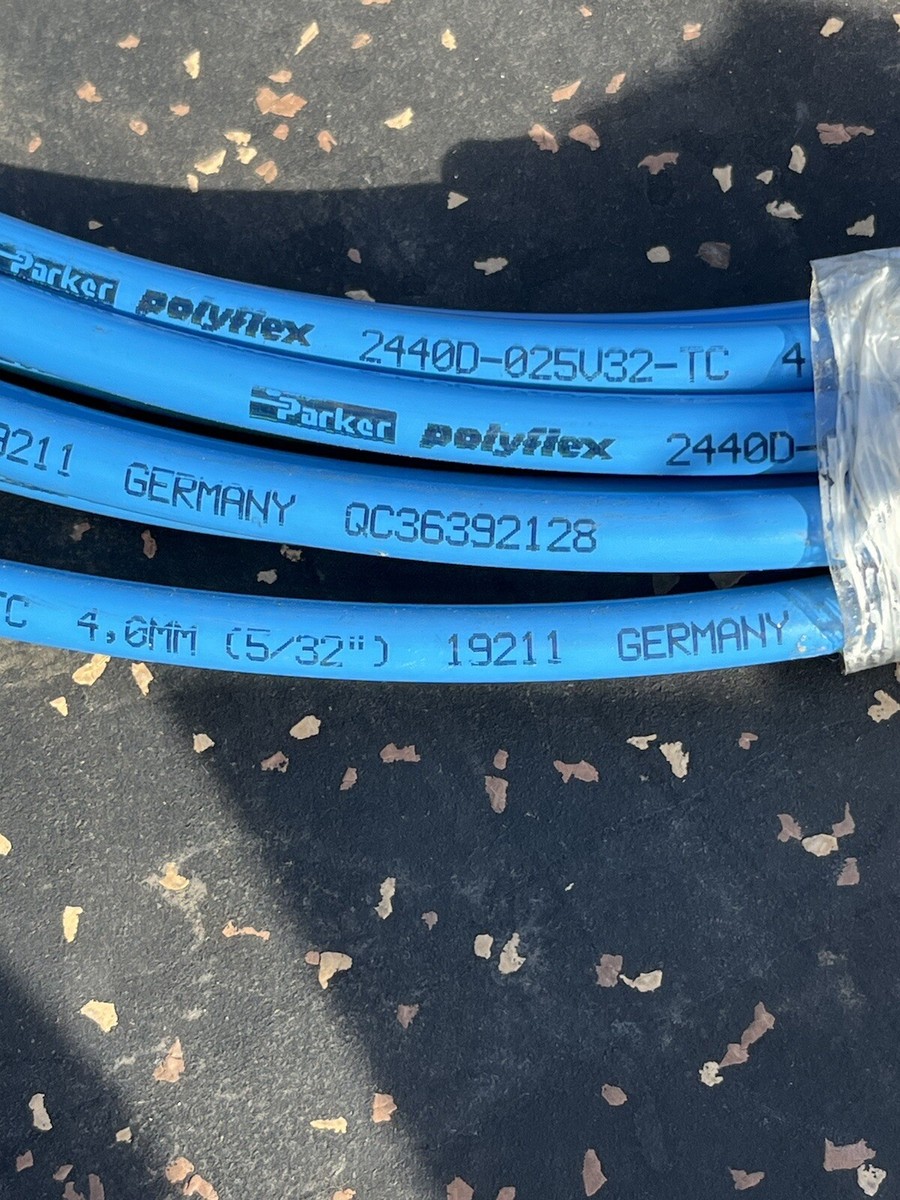 Parker polyflex 2440D-025V32-TC 4
Parker polyflex 2440D-
9211 GERMANY QC36392128
TC 4,0MM (5/32") 19211 GERMANY